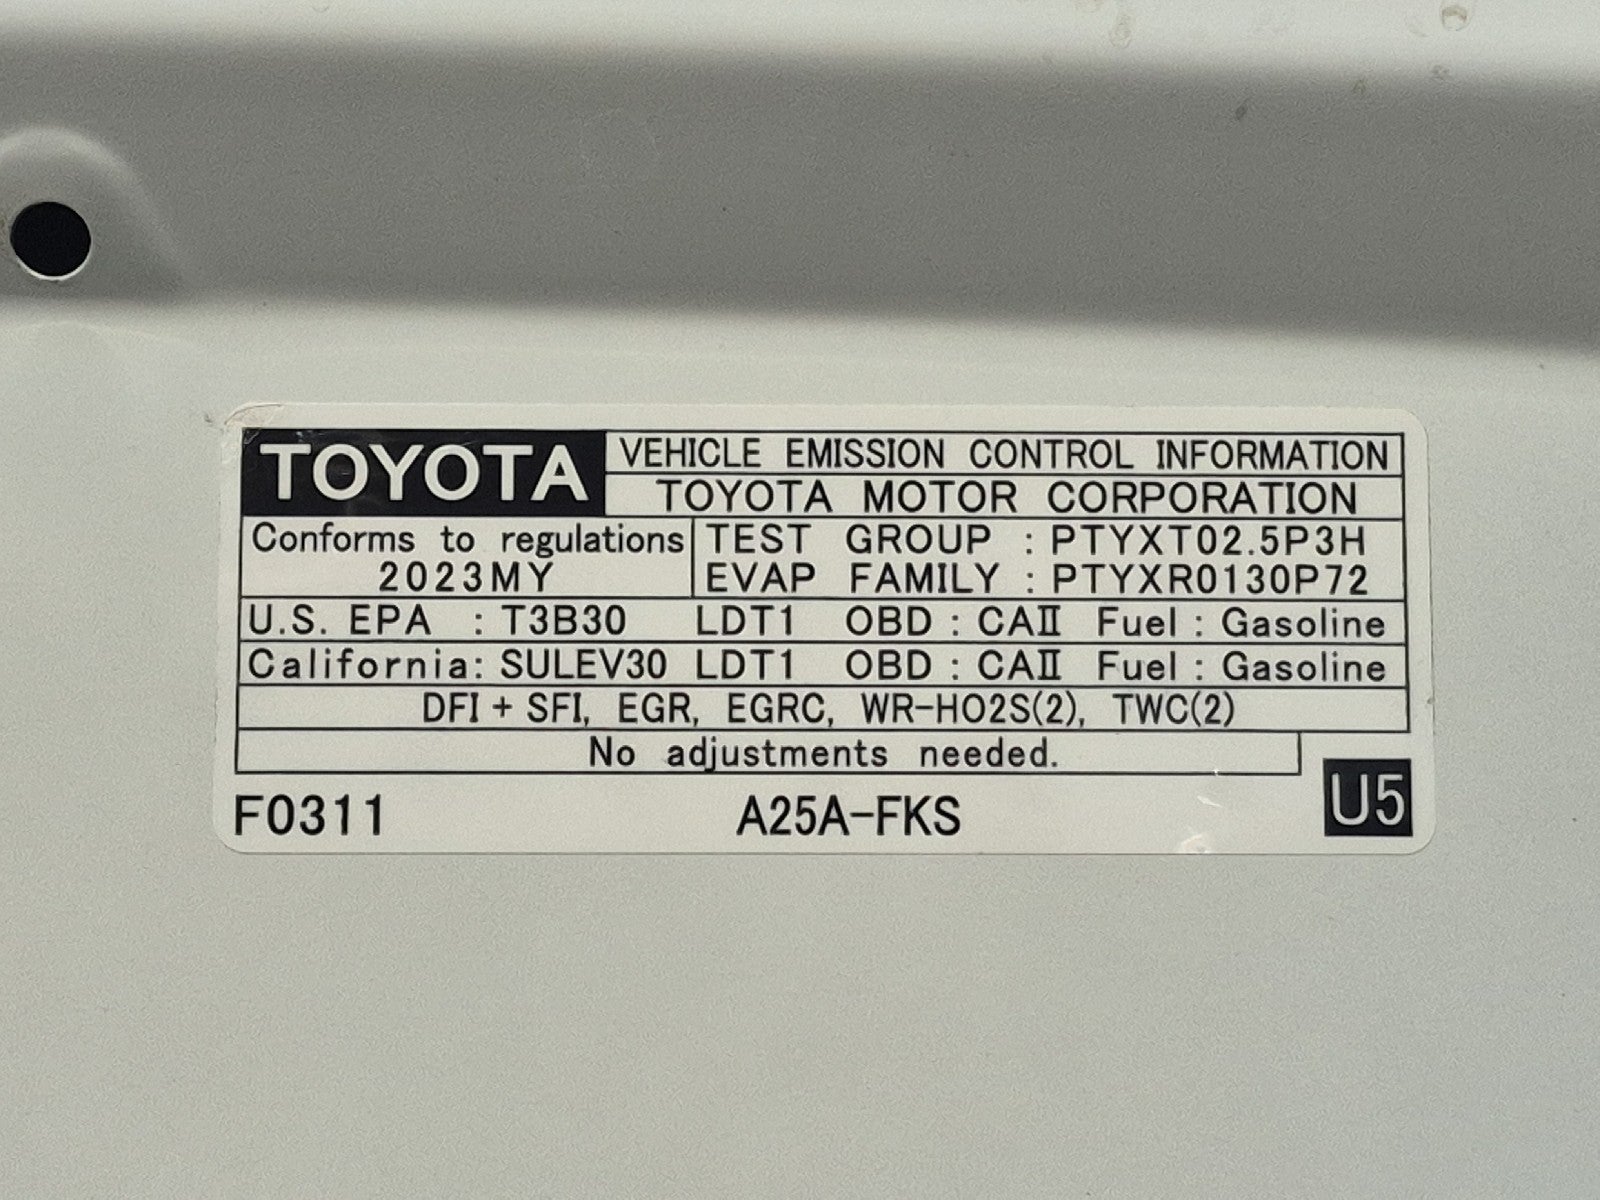 TOYOTA
VEHICLE EMISSION CONTROL INFORMATION
TOYOTA MOTOR CORPORATION
Conforms to regulations
2023MY
TEST GROUP : PTYXT02.5P3H
EVAP FAMILY : PTYXR0130P72
U.S. EPA : T3B30 LDT1 OBD : CAⅡ Fuel : Gasoline
California: SULEV30 LDT1 OBD : CAⅡ Fuel : Gasoline
DFI + SFI, EGR, EGRC, WR-HO2S(2), TWC(2)
No adjustments needed.
F0311 A25A-FKS U5